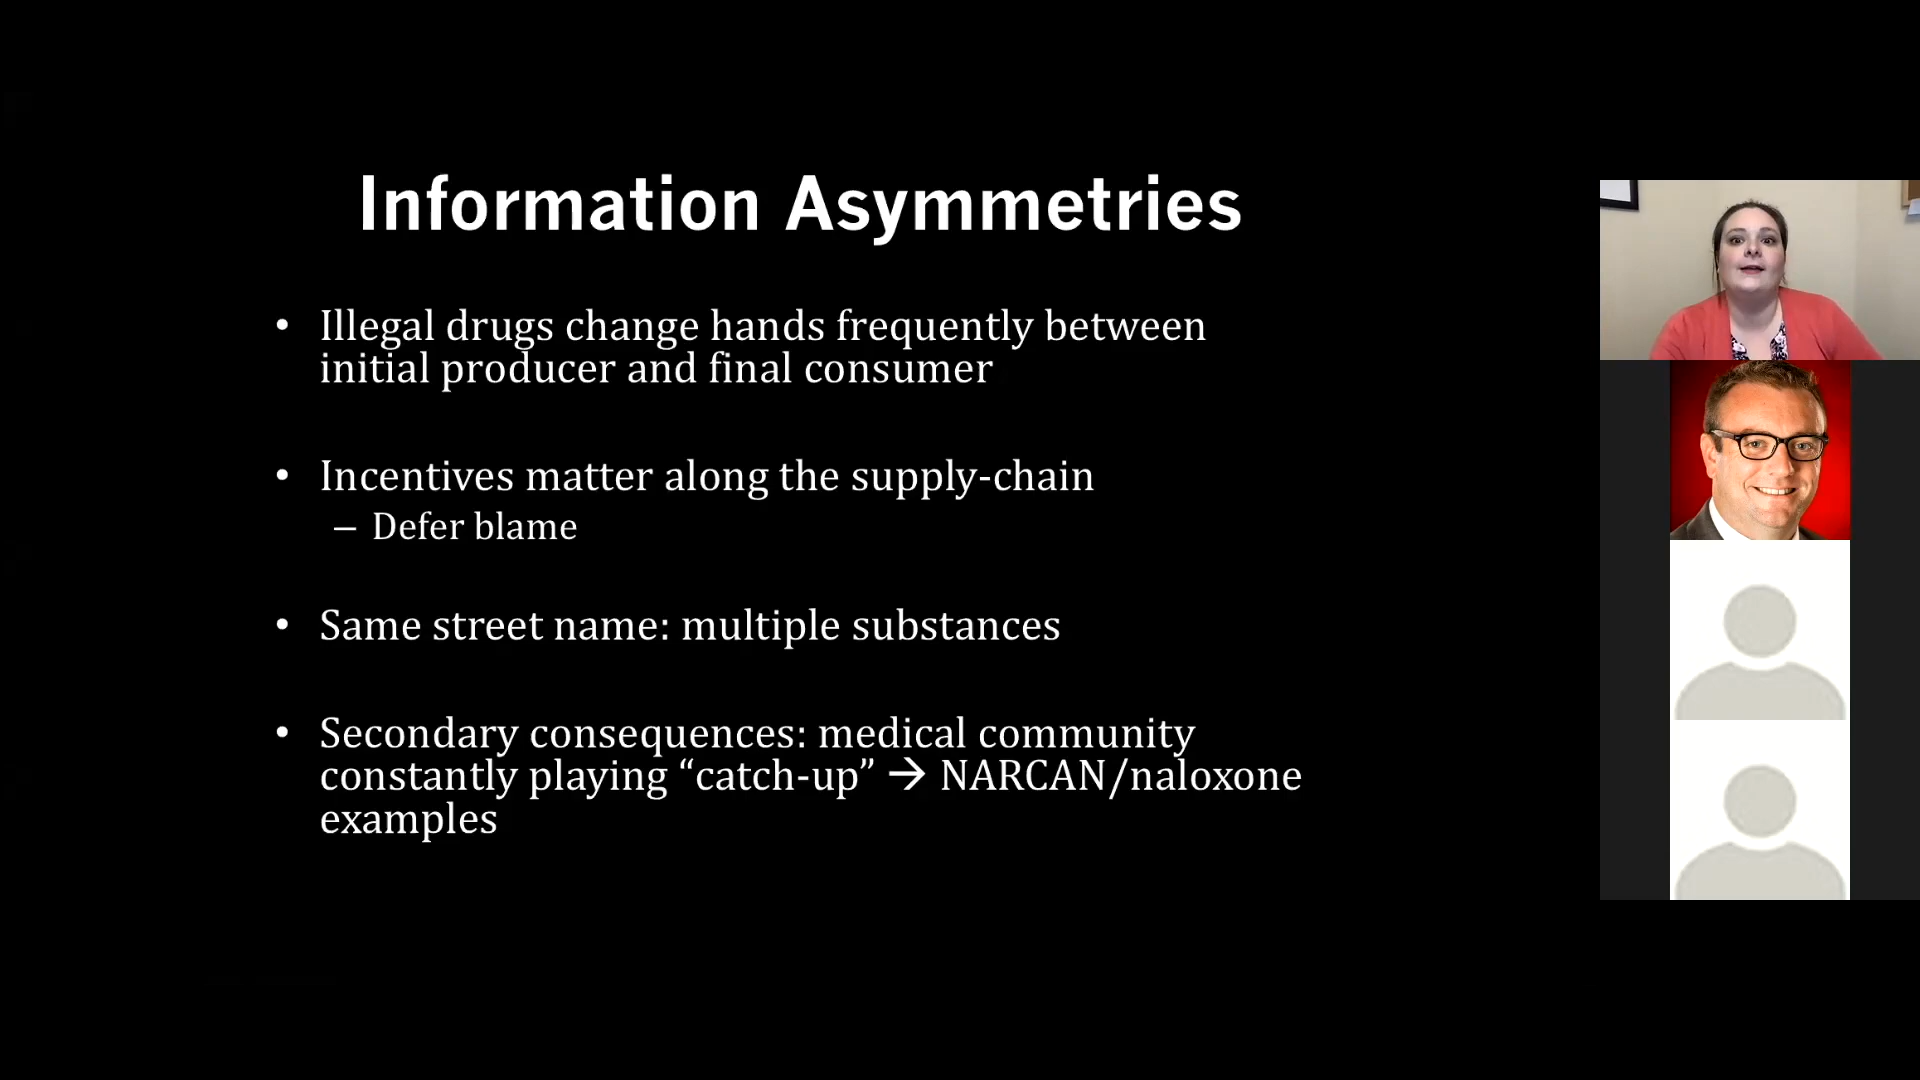 Information Asymmetries
• Illegal drugs change hands frequently between
initial producer and final consumer
• Incentives matter along the supply-chain
– Defer blame
• Same street name: multiple substances
• Secondary consequences: medical community
constantly playing “catch-up” → NARCAN/naloxone
examples